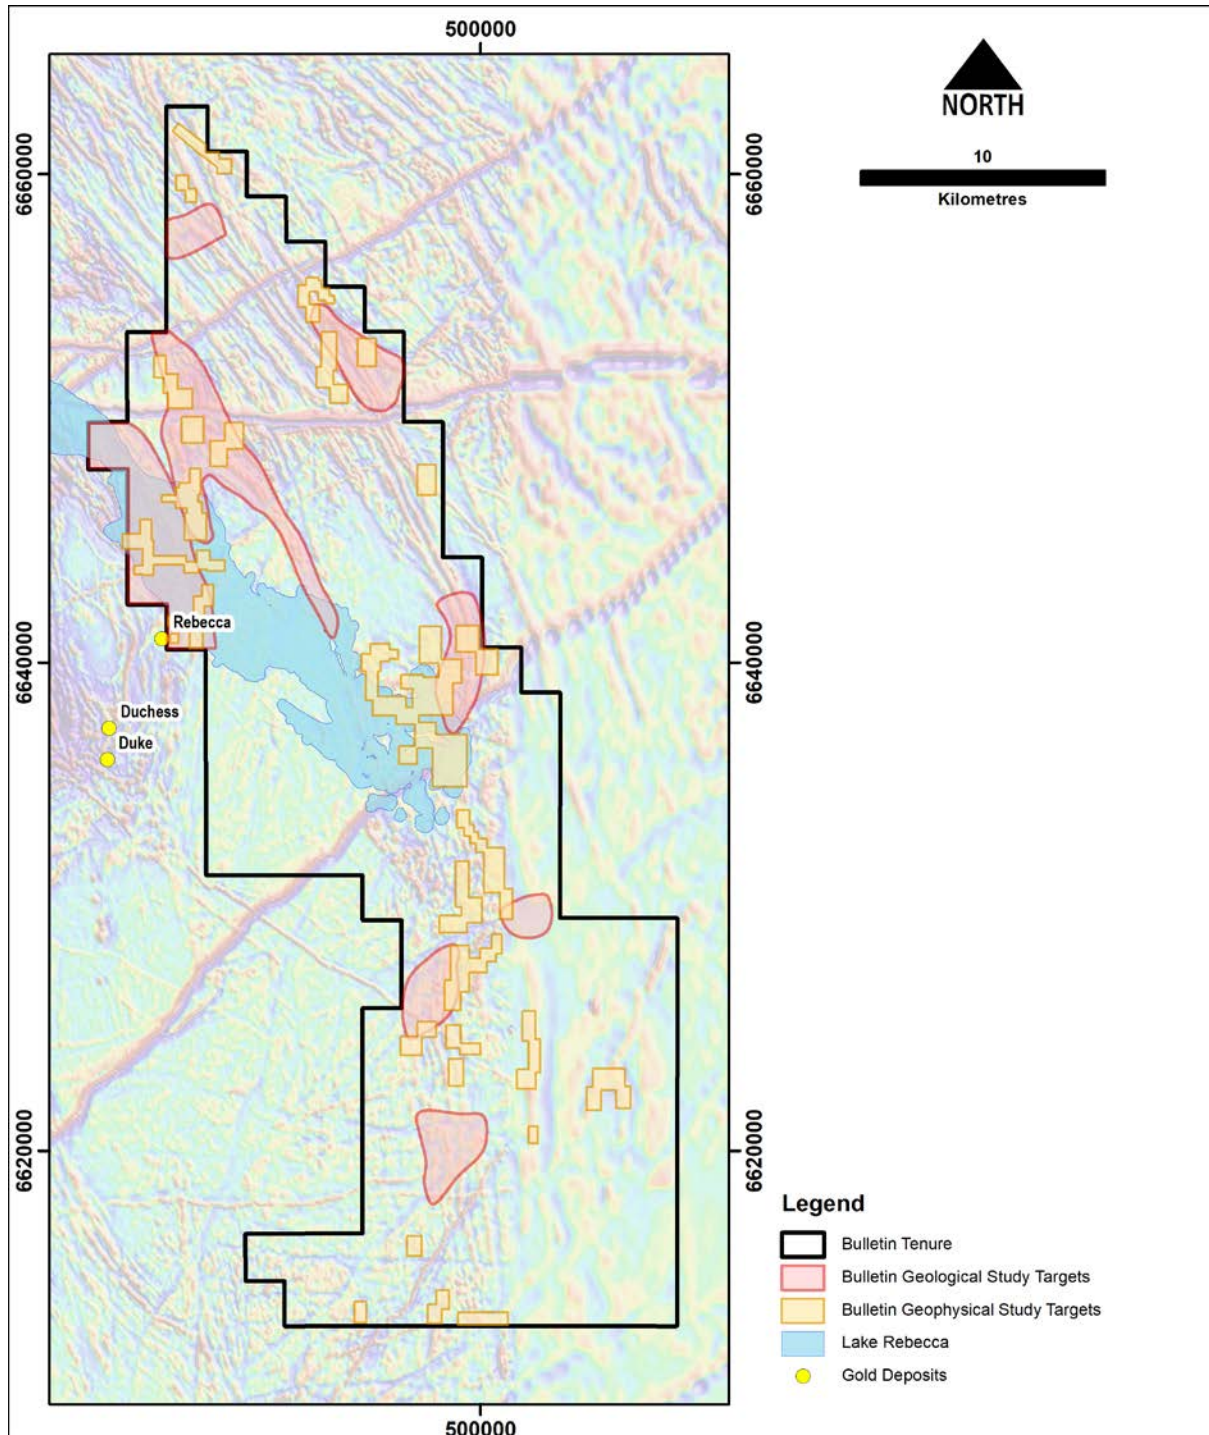 500000
NORTH
10
Kilometres
6660000
6660000
6640000
6640000
Rebecca
Duchess
Duke
6620000
6620000
Legend
Bulletin Tenure
Bulletin Geological Study Targets
Bulletin Geophysical Study Targets
Lake Rebecca
Gold Deposits
500000